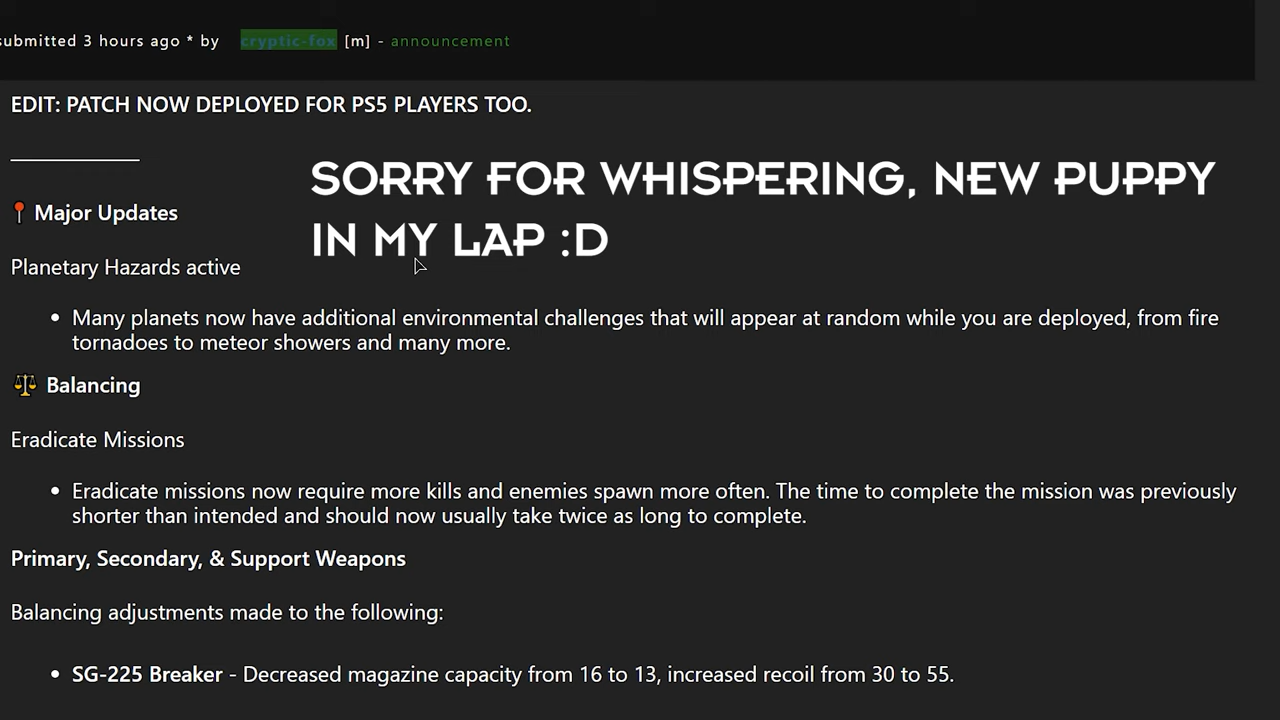 submitted 3 hours ago * by cryptic-fox [m] - announcement
EDIT: PATCH NOW DEPLOYED FOR PS5 PLAYERS TOO.
SORRY FOR WHISPERING, NEW PUPPY
IN MY LAP :D
Major Updates
Planetary Hazards active
• Many planets now have additional environmental challenges that will appear at random while you are deployed, from fire
tornadoes to meteor showers and many more.
Balancing
Eradicate Missions
• Eradicate missions now require more kills and enemies spawn more often. The time to complete the mission was previously
shorter than intended and should now usually take twice as long to complete.
Primary, Secondary, & Support Weapons
Balancing adjustments made to the following:
• SG-225 Breaker - Decreased magazine capacity from 16 to 13, increased recoil from 30 to 55.